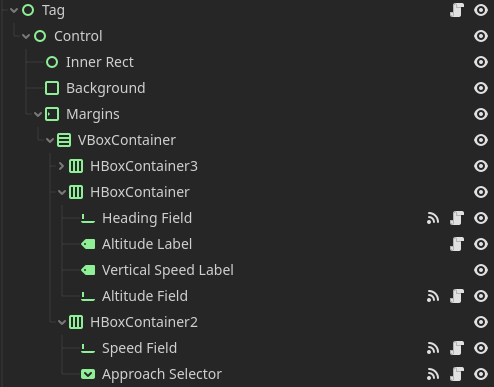 Tag
Control
Inner Rect
Background
Margins
VBoxContainer
HBoxContainer3
HBoxContainer
Heading Field
Altitude Label
Vertical Speed Label
Altitude Field
HBoxContainer2
Speed Field
Approach Selector